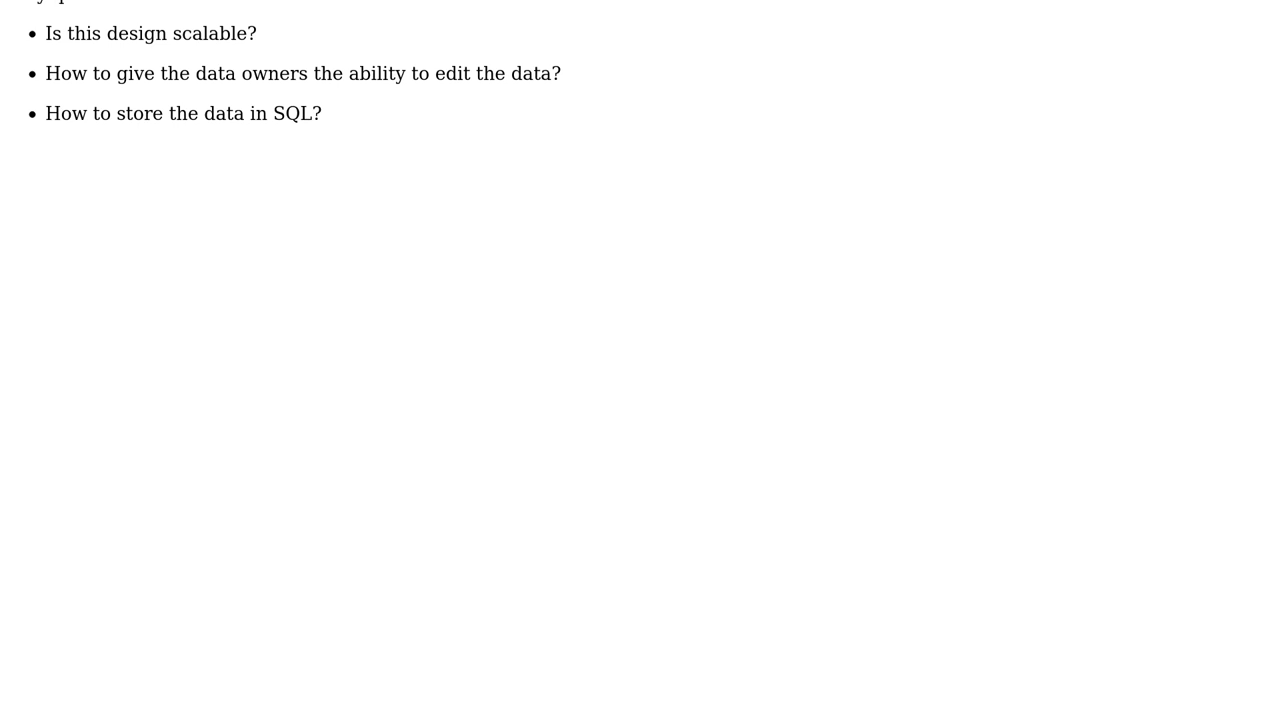 • Is this design scalable?
• How to give the data owners the ability to edit the data?
• How to store the data in SQL?